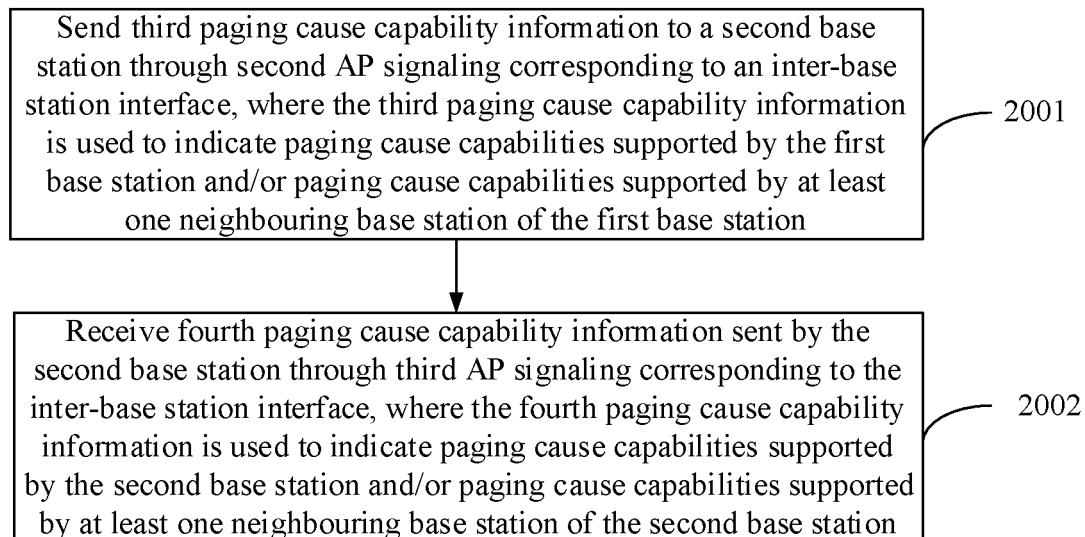 Send third paging cause capability information to a second base
station through second AP signaling corresponding to an inter-base
station interface, where the third paging cause capability information
is used to indicate paging cause capabilities supported by the first
base station and/or paging cause capabilities supported by at least
one neighbouring base station of the first base station
2001
Receive fourth paging cause capability information sent by the
second base station through third AP signaling corresponding to the
inter-base station interface, where the fourth paging cause capability
information is used to indicate paging cause capabilities supported
by the second base station and/or paging cause capabilities supported
by at least one neighbouring base station of the second base station
2002